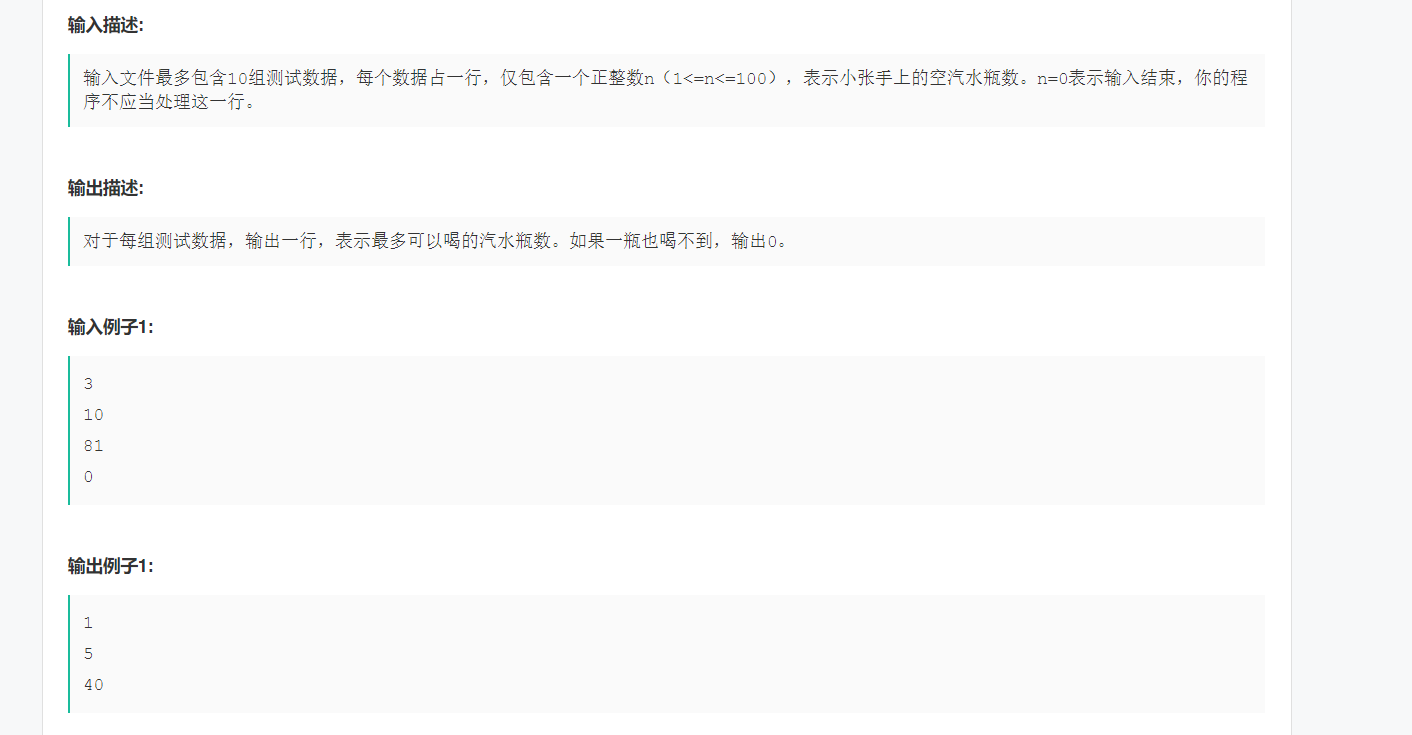 输入描述:
输入文件最多包含10组测试数据，每个数据占一行，仅包含一个正整数n（1<=n<=100），表示小张手上的空汽水瓶数。n=0表示输入结束，你的程
序不应当处理这一行。
输出描述:
对于每组测试数据，输出一行，表示最多可以喝的汽水瓶数。如果一瓶也喝不到，输出0。
输入例子1:
3
10
81
0
输出例子1:
1
5
40